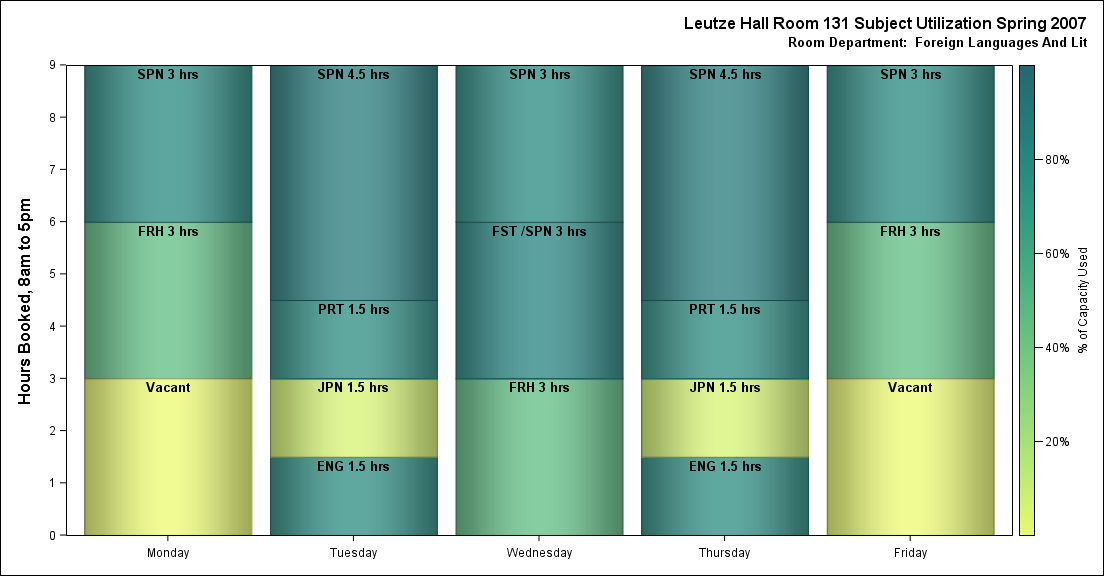 Leutze Hall Room 131 Subject Utilization Spring 2007
Room Department:  Foreign Languages And Lit
Hours Booked, 8am to 5pm
9
8
7
6
5
4
3
2
1
0
SPN 3 hrs
FRH 3 hrs
Vacant
Monday
SPN 4.5 hrs
PRT 1.5 hrs
JPN 1.5 hrs
ENG 1.5 hrs
Tuesday
SPN 3 hrs
FST /SPN 3 hrs
FRH 3 hrs
Wednesday
SPN 4.5 hrs
PRT 1.5 hrs
JPN 1.5 hrs
ENG 1.5 hrs
Thursday
SPN 3 hrs
FRH 3 hrs
Vacant
Friday
80%
60%
40%
20%
% of Capacity Used